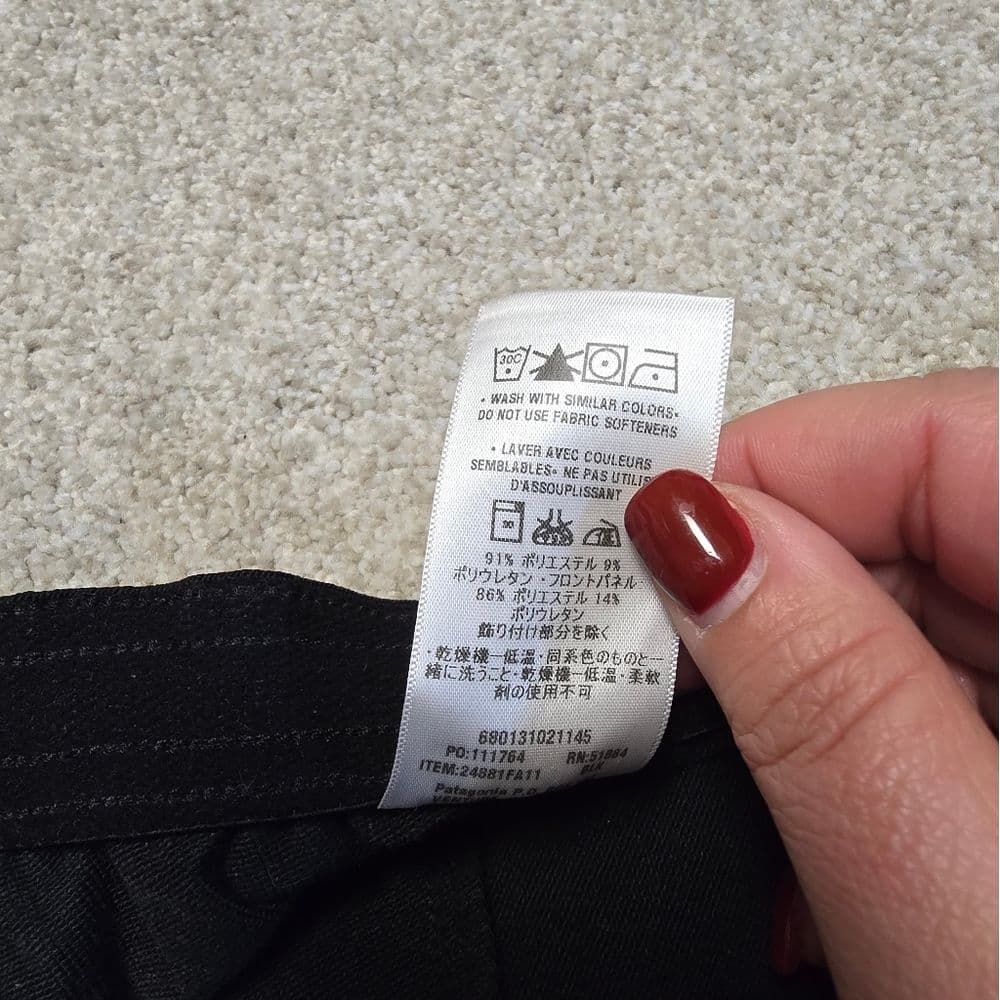 30C
• WASH WITH SIMILAR COLORS•
DO NOT USE FABRIC SOFTENERS
• LAVER AVEC COULEURS
SEMBLABLES• NE PAS
D'ASSOUPLISSANT
91% ポリエステル 9%
ポリウレタン・フロントパネル
86% ポリエステル 14%
ポリウレタン
飾り付け部分を除く
・乾燥機ー低温・同系色のものと一
緒に洗うこと・乾燥機ー低温・柔軟
剤の使用不可
680131021145
PO:111764 RN:51884
ITEM:24881FA11 BLK
Patagonia P.O.